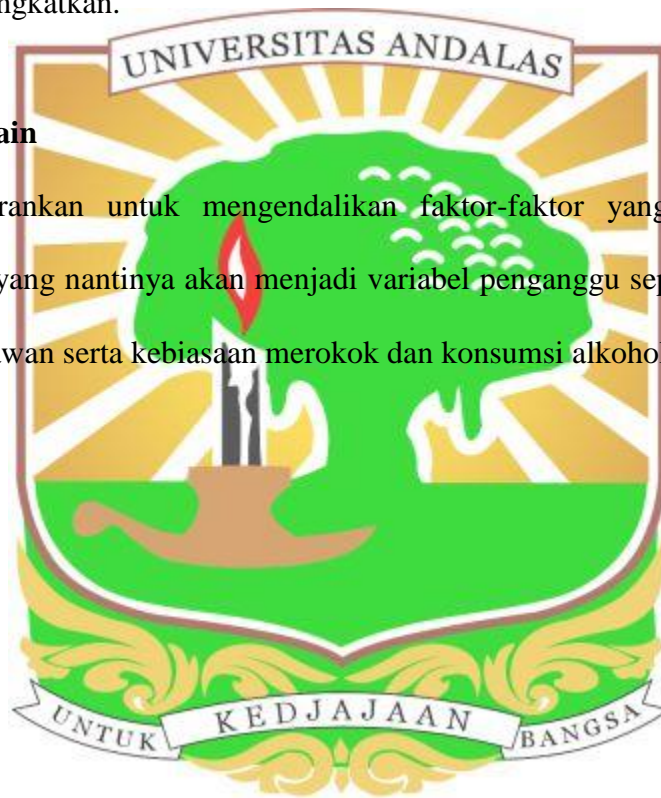 ngkatkan.
UNIVERSITAS ANDALAS
ain
rankan untuk mengendalikan faktor-faktor yang
yang nantinya akan menjadi variabel penganggu sep
wan serta kebiasaan merokok dan konsumsi alkohol
UNTUK KEDJAJAAN BANGSA